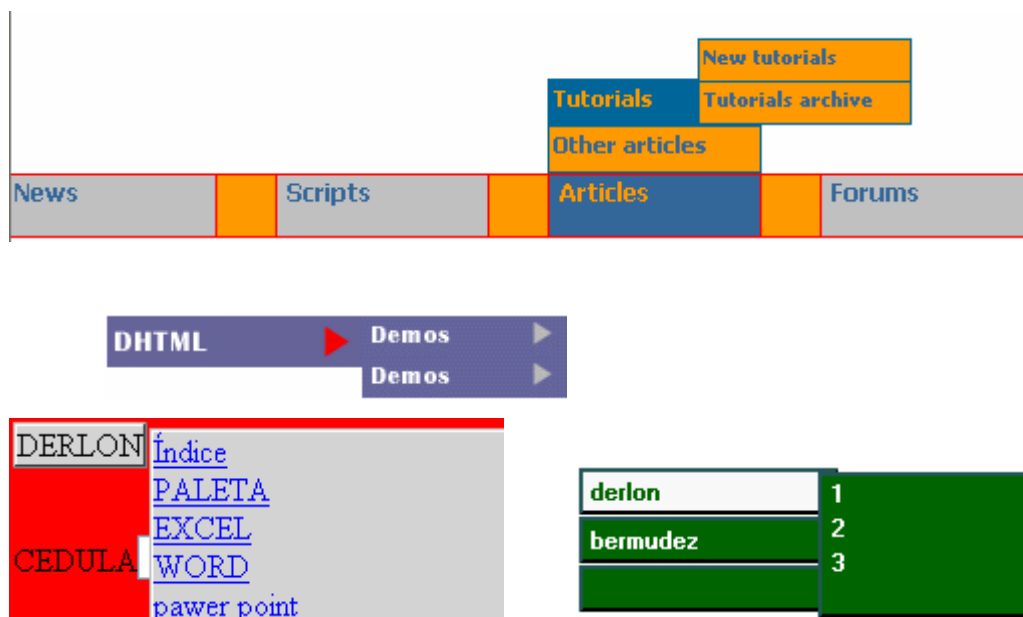 New tutorials
Tutorials
Tutorials archive
Other articles
News
Scripts
Articles
Forums
DHTML
Demos
Demos
DERLON
Índice
PALETA
EXCEL
CEDULA
WORD
pawer point
derlon
bermudez
1
2
3